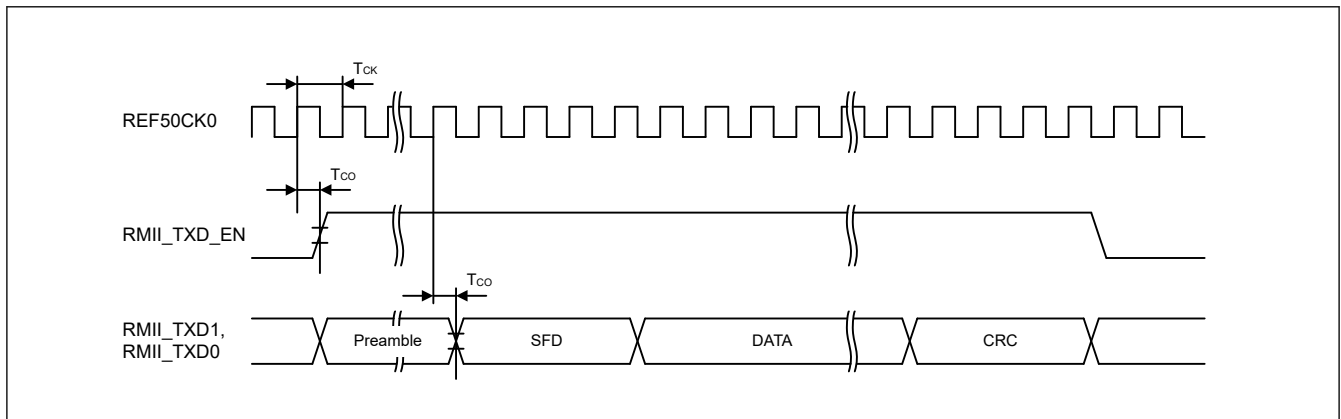 TCK
REF50CK0
TCO
RMII_TXD_EN
TCO
RMII_TXD1,
RMII_TXD0
Preamble SFD DATA CRC